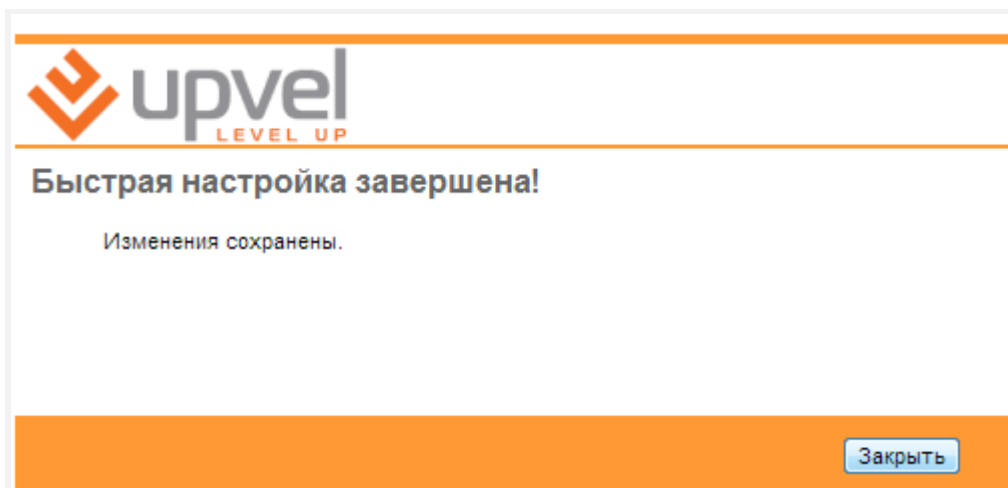 upvel
LEVEL UP
Быстрая настройка завершена!
Изменения сохранены.
Закрыть